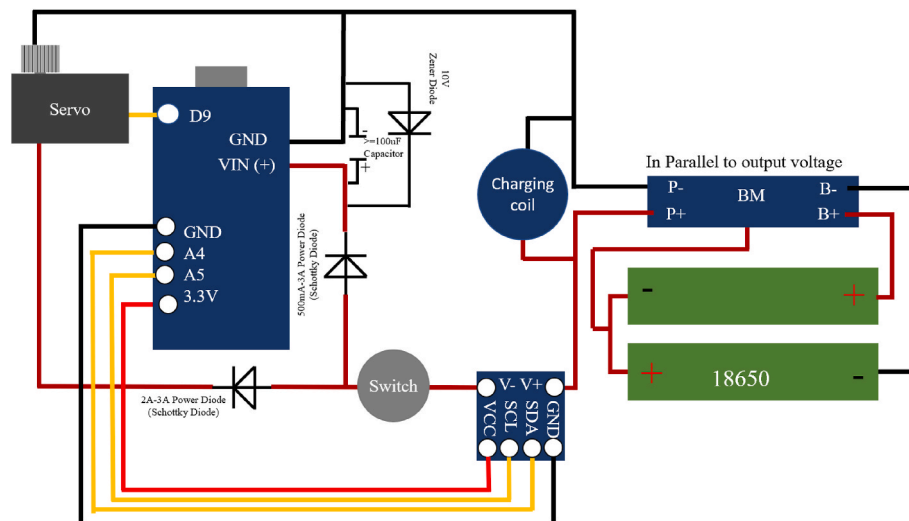 Servo
D9
GND
VIN (+)
-
>=100nF
Capacitor
+
10V
Zener Diode
Charging
coil
In Parallel to output voltage
P-
BM
B-
P+
B+
GND
A4
A5
3.3V
500mA-3A Power Diode
(Schottky Diode)
-
+
+
18650
-
2A-3A Power Diode
(Schottky Diode)
Switch
V-
V+
VCC
SCL
SDA
GND